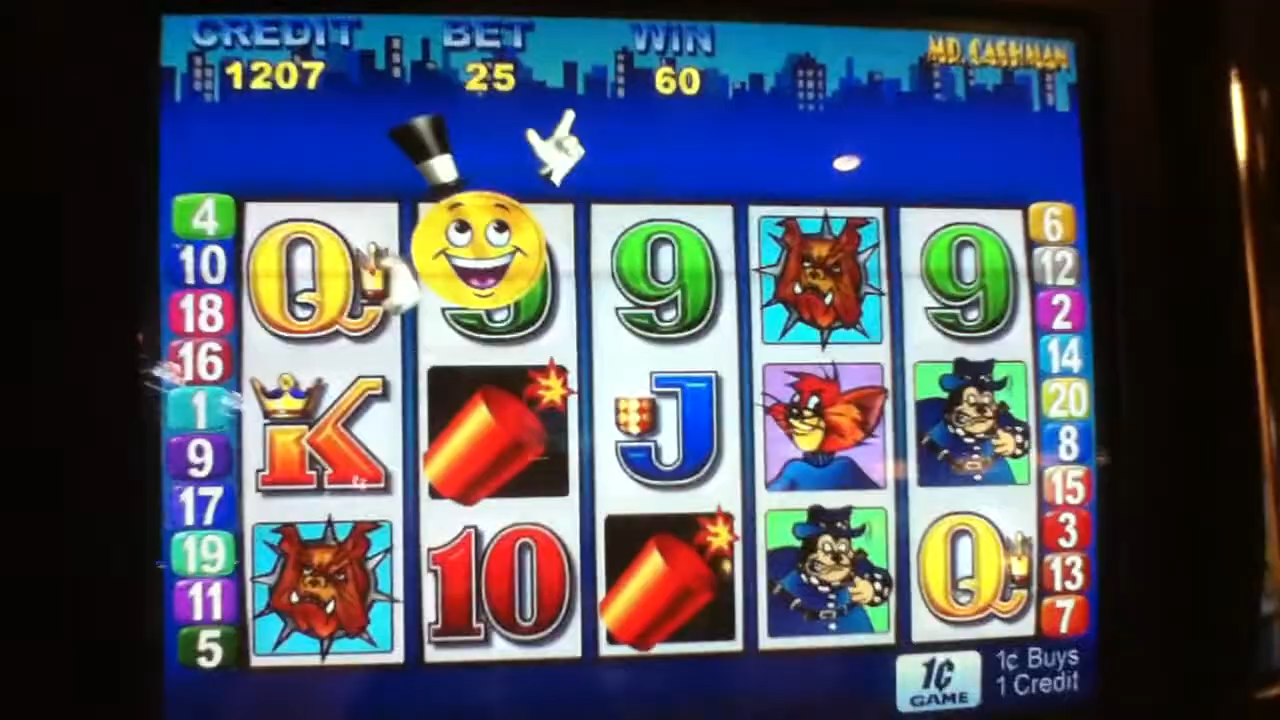 CREDIT BET WIN
MR. CASHMAN
1207 25 60
4 6
10 12
18 2
16 14
1 20
9 8
17 15
19 3
11 13
5 7
Q 9 9 9
K J
10 Q
1¢ GAME
1¢ Buys
1 Credit